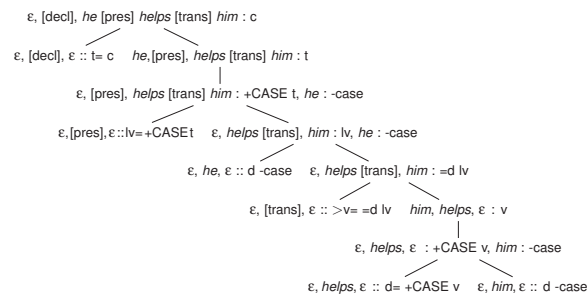 ε, [decl], he [pres] helps [trans] him : c
ε, [decl], ε :: t= c he,[pres], helps [trans] him : t
ε, [pres], helps [trans] him : +CASE t, he : -case
ε,[pres],ε::lv=+CASEt ε, helps [trans], him : lv, he : -case
ε, he, ε :: d -case ε, helps [trans], him : =d lv
ε, [trans], ε :: >v= =d lv him, helps, ε : v
ε, helps, ε : +CASE v, him : -case
ε, helps, ε :: d= +CASE v ε, him, ε :: d -case